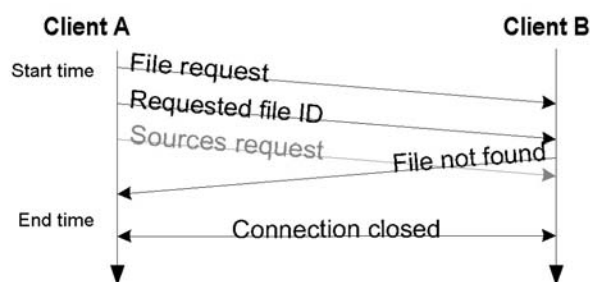 Client A
Client B
Start time
File request
Requested file ID
Sources request
File not found
End time
Connection closed